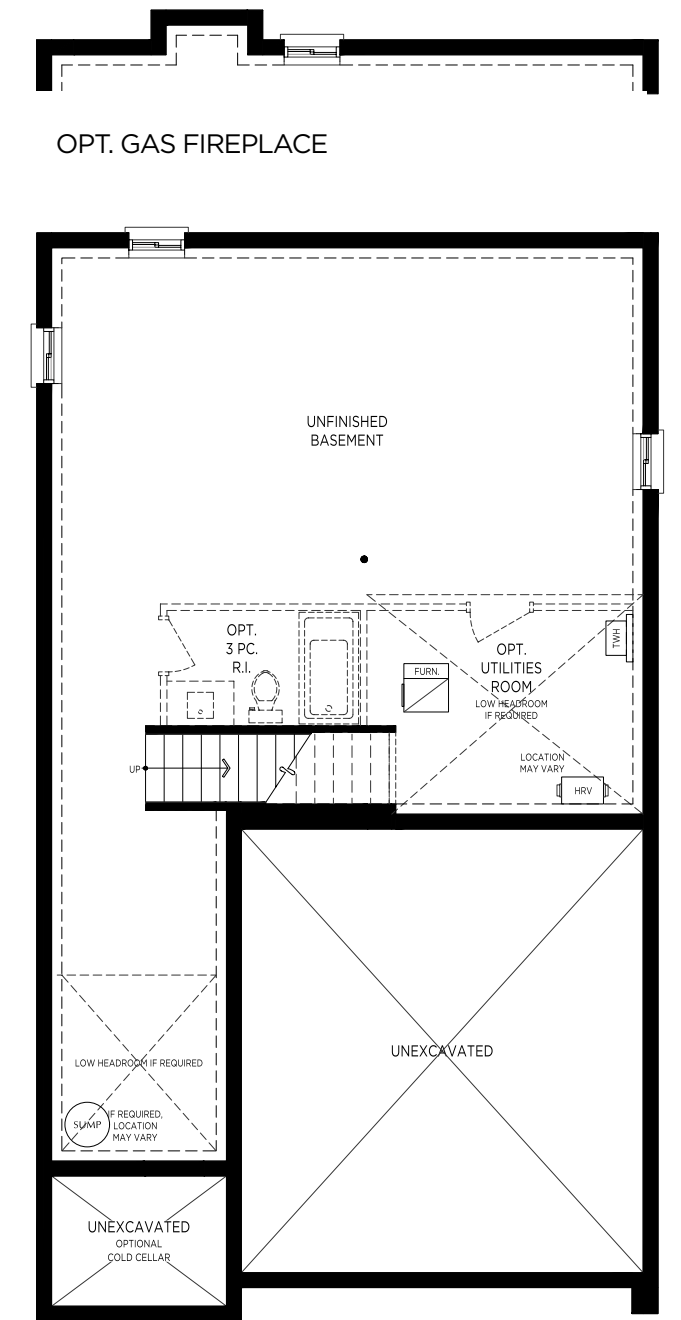 OPT. GAS FIREPLACE
UNFINISHED
BASEMENT
OPT.
3 PC.
R.I.
OPT.
UTILITIES
ROOM
LOW HEADROOM
IF REQUIRED
TWH
FURN.
LOCATION
MAY VARY
HRV
UP
UNEXCAVATED
LOW HEADROOM IF REQUIRED
SUMP
IF REQUIRED,
LOCATION
MAY VARY
UNEXCAVATED
OPTIONAL
COLD CELLAR